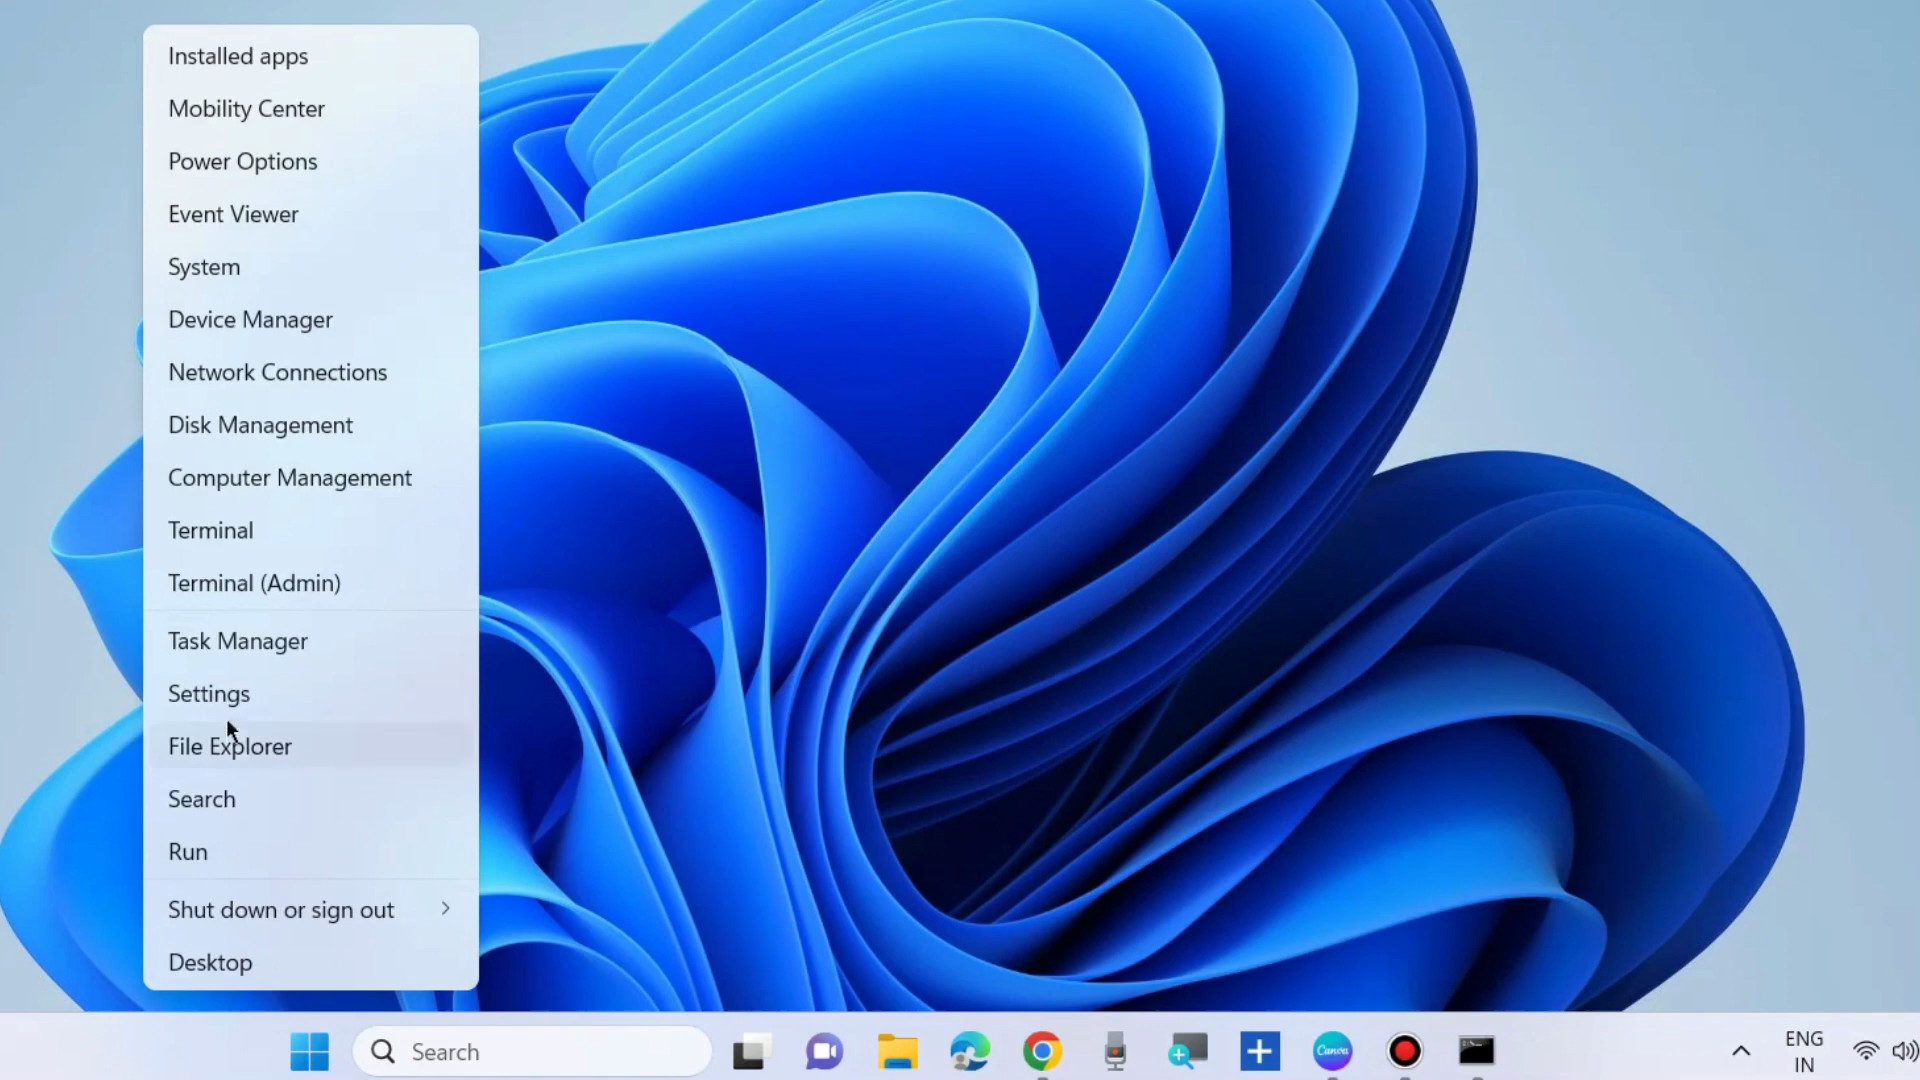 Installed apps
Mobility Center
Power Options
Event Viewer
System
Device Manager
Network Connections
Disk Management
Computer Management
Terminal
Terminal (Admin)
Task Manager
Settings
File Explorer
Search
Run
Shut down or sign out
Desktop
Search
Canva
ENG
IN